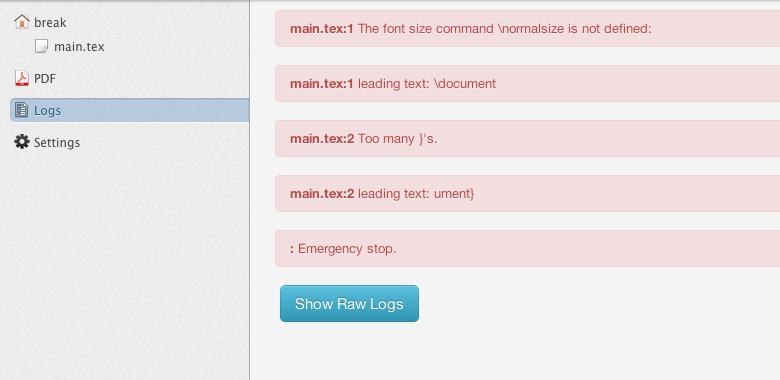 break
main.tex
PDF
Logs
Settings
main.tex:1 The font size command \normalsize is not defined:
main.tex:1 leading text: \document
main.tex:2 Too many }'s.
main.tex:2 leading text: ument}
: Emergency stop.
Show Raw Logs